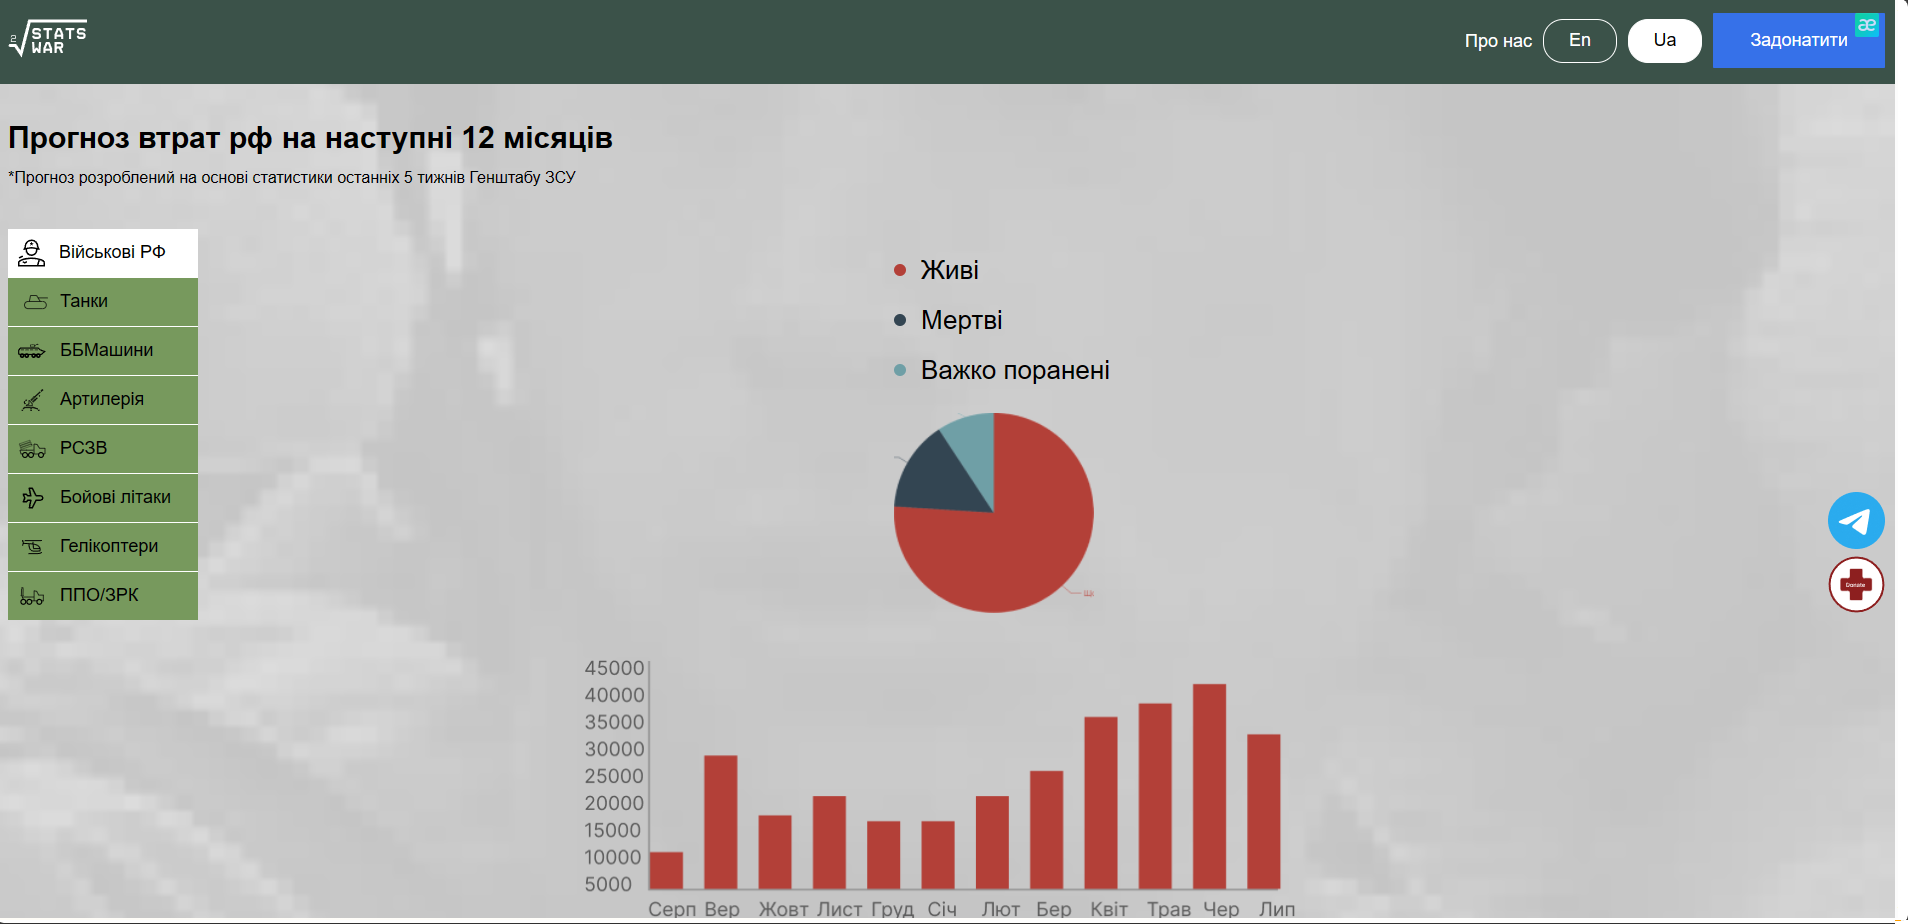 STATS
WAR
Про нас
En
Ua
Задонатити
æ
Прогноз втрат рф на наступні 12 місяців
*Прогноз розроблений на основі статистики останніх 5 тижнів Генштабу ЗСУ
Військові РФ
Танки
ББМашини
Артилерія
РСЗВ
Бойові літаки
Гелікоптери
ППО/ЗРК
Живі
Мертві
Важко поранені
Donate
45000
40000
35000
30000
25000
20000
15000
10000
5000
Серп Вер Жовт Лист Груд Січ Лют Бер Квіт Трав Чер Лип